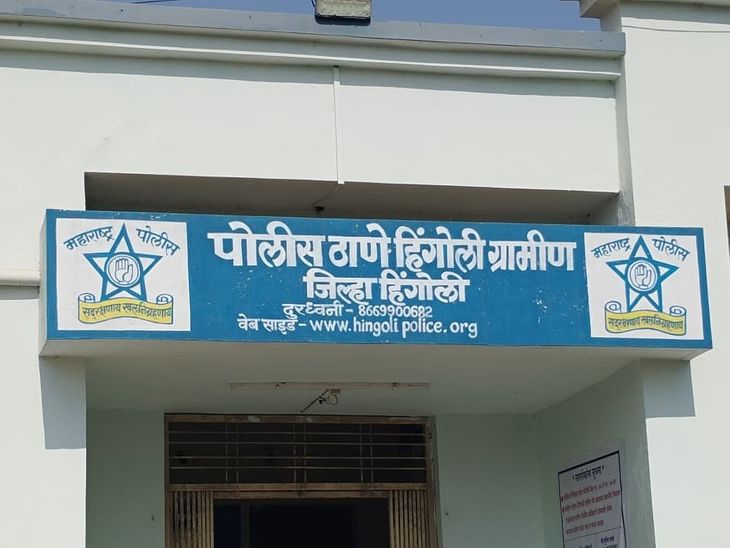 महाराष्ट्र पोलीस
सद्रक्षणाय खलनिग्रहणाय
पोलीस ठाणे हिंगोली ग्रामीण
जिल्हा हिंगोली
दुरध्वनी - 8669900682
वेब साइड - www.hingoli police.org
महाराष्ट्र पोलीस
सद्रक्षणाय खलनिग्रहणाय